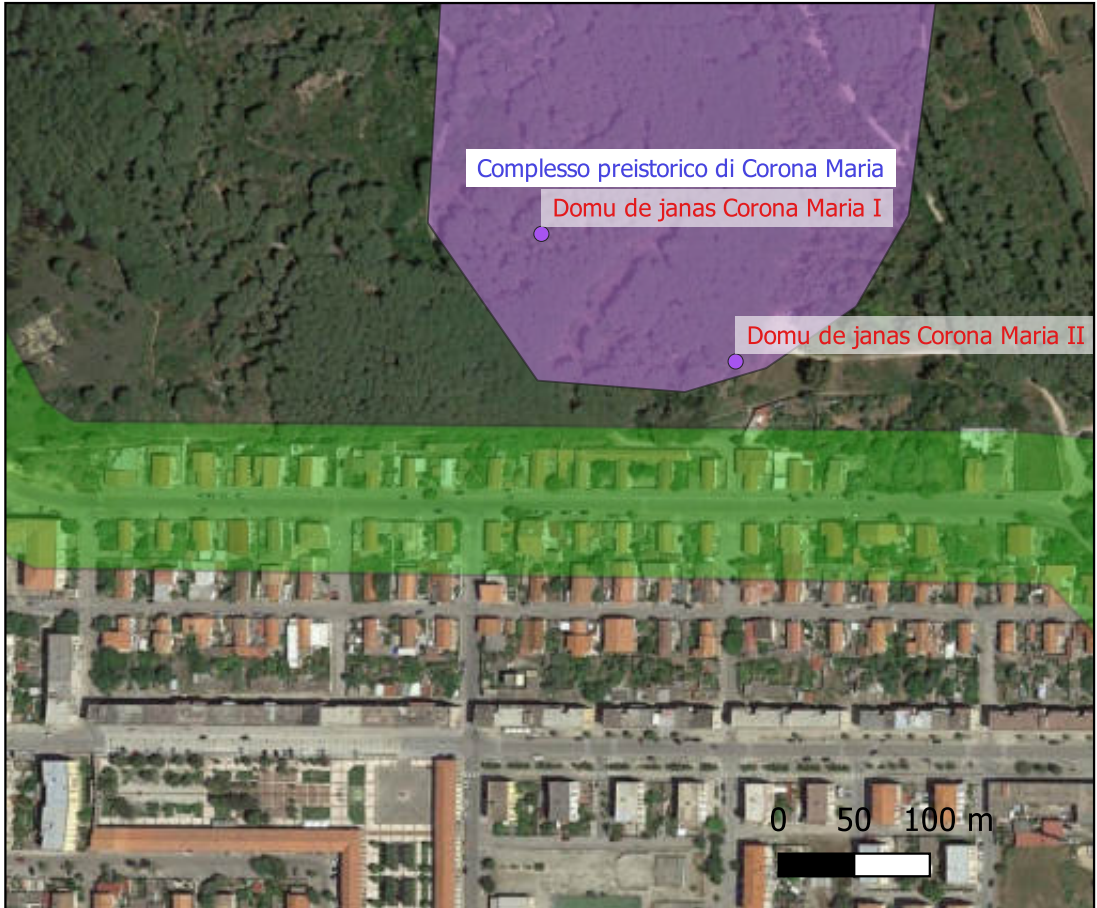 Complesso preistorico di Corona Maria
Domu de janas Corona Maria I
Domu de janas Corona Maria II
0 50 100 m